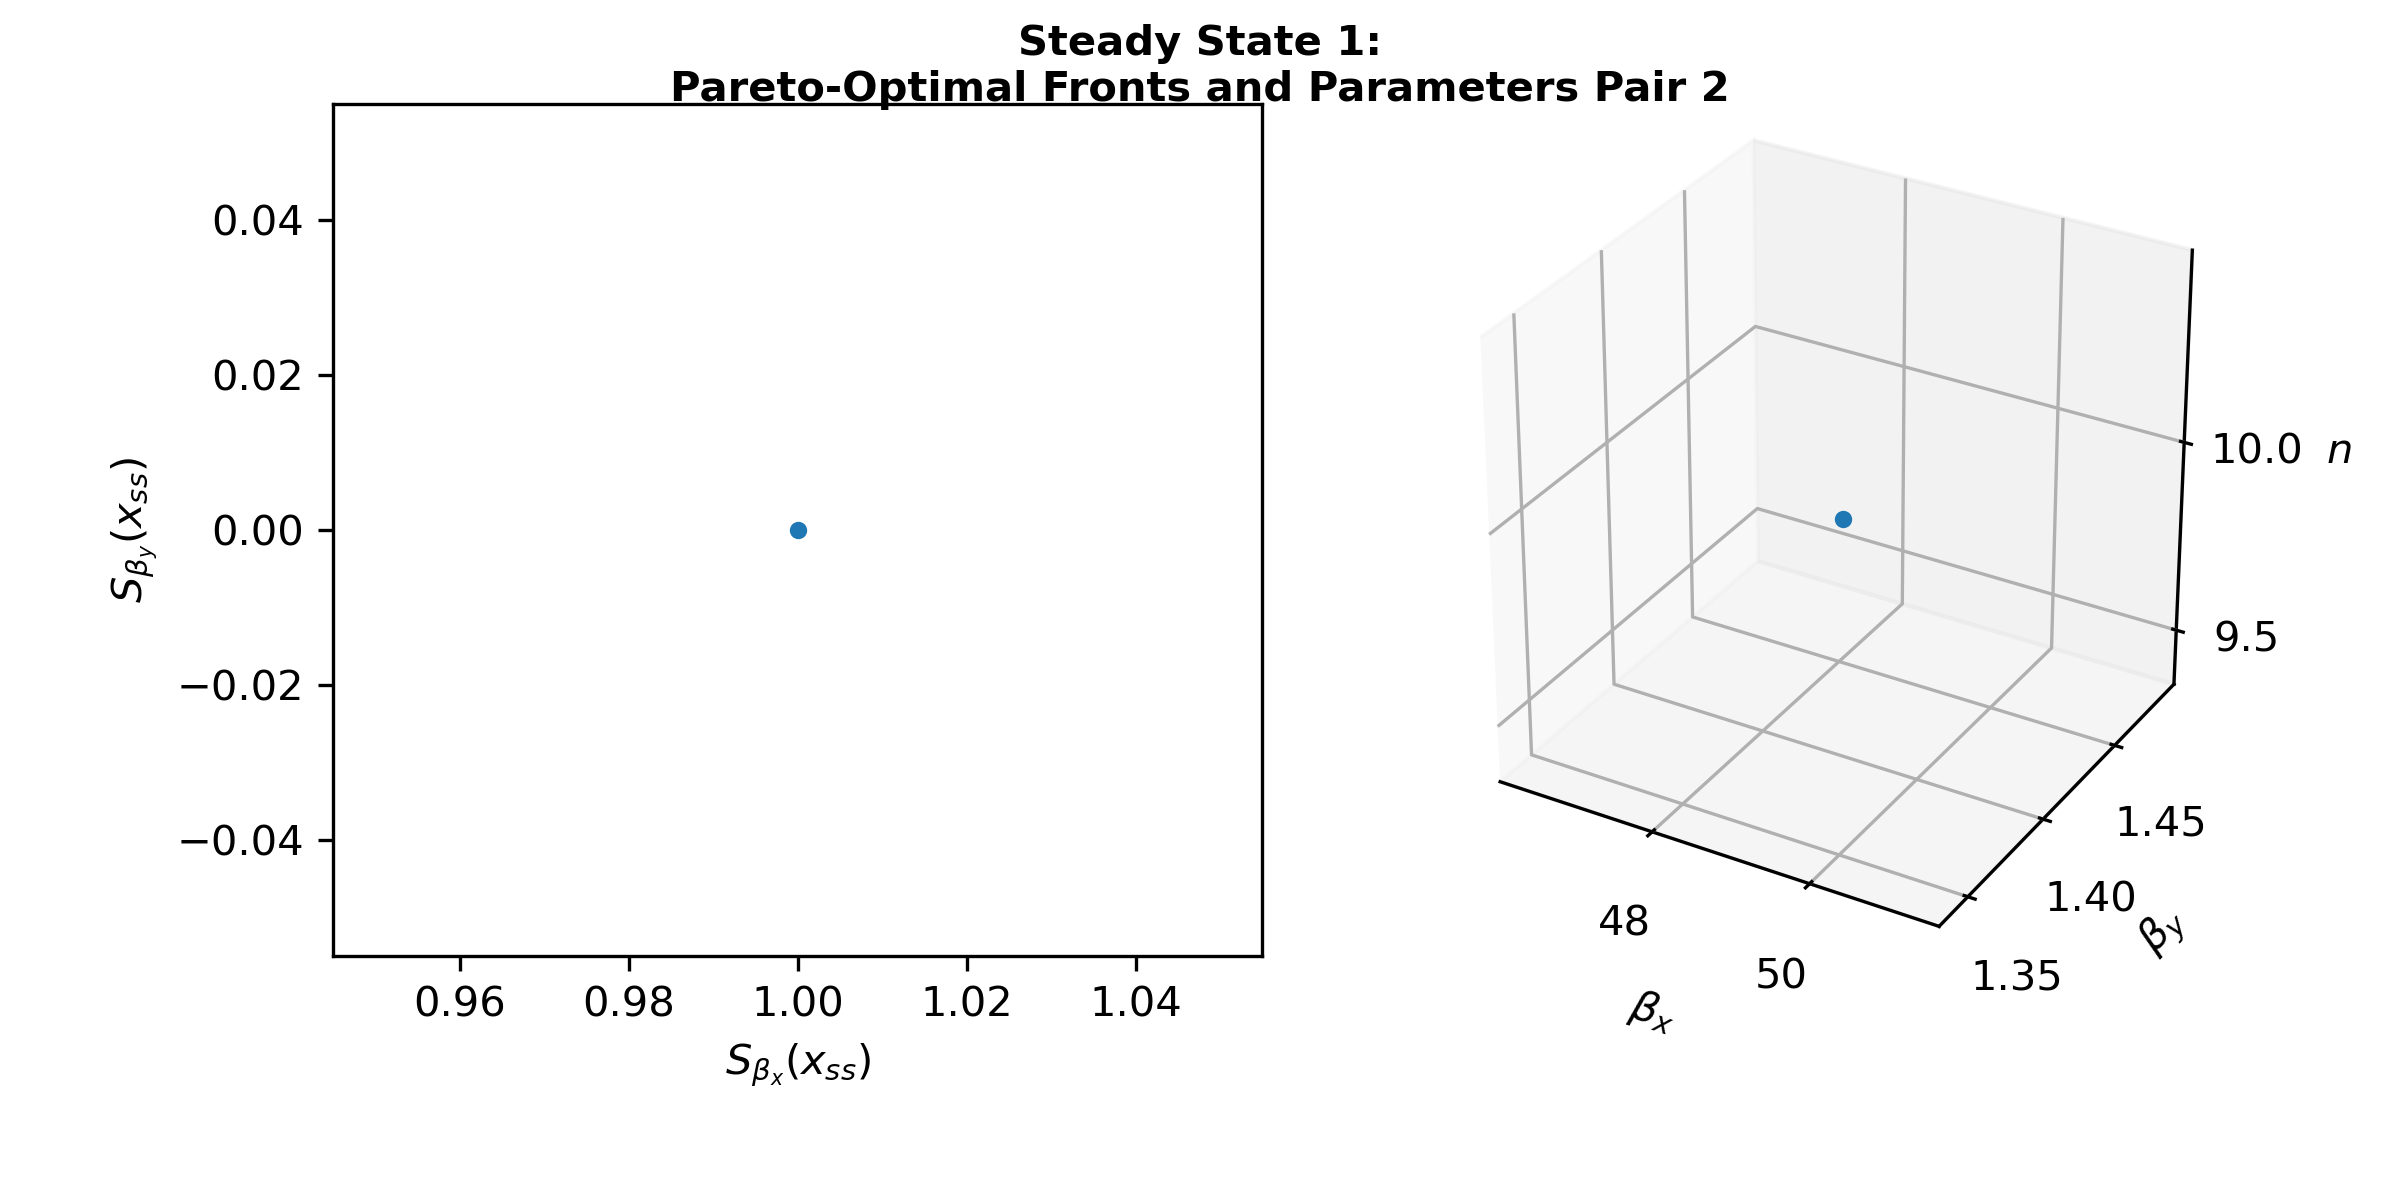 Steady State 1:
Pareto-Optimal Fronts and Parameters Pair 2
0.04
0.02
0.00
−0.02
−0.04
S_{β_y}(x_{ss})
0.96 0.98 1.00 1.02 1.04
S_{β_x}(x_{ss})
10.0 n
9.5
1.45
1.40
1.35
β_y
48
50
β_x